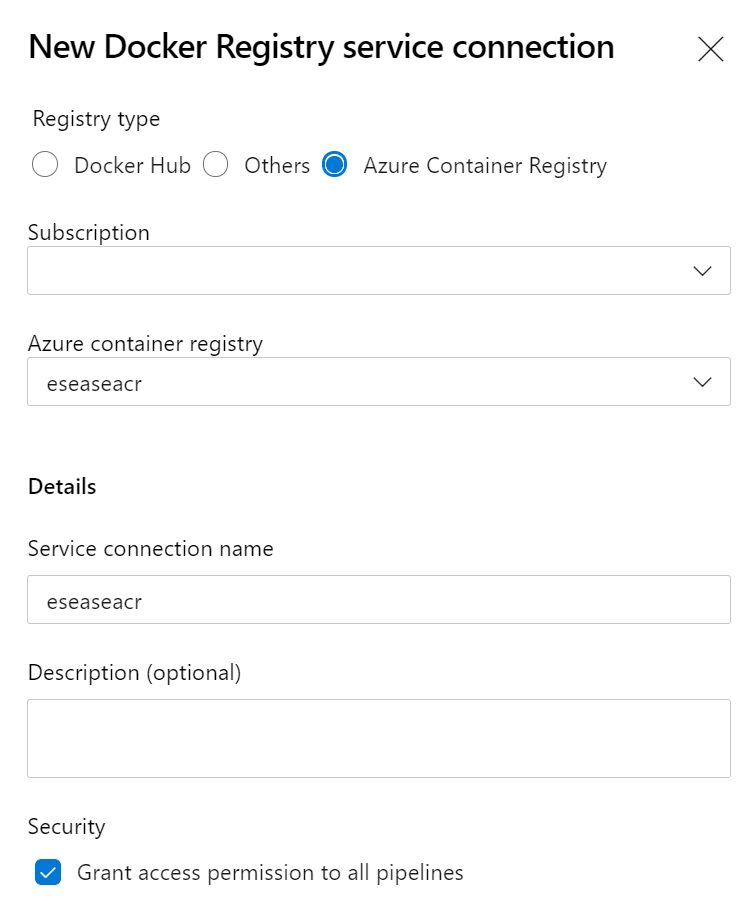 New Docker Registry service connection
Registry type
Docker Hub Others Azure Container Registry
Subscription
Azure container registry
eseaseacr
Details
Service connection name
eseaseacr
Description (optional)
Security
Grant access permission to all pipelines